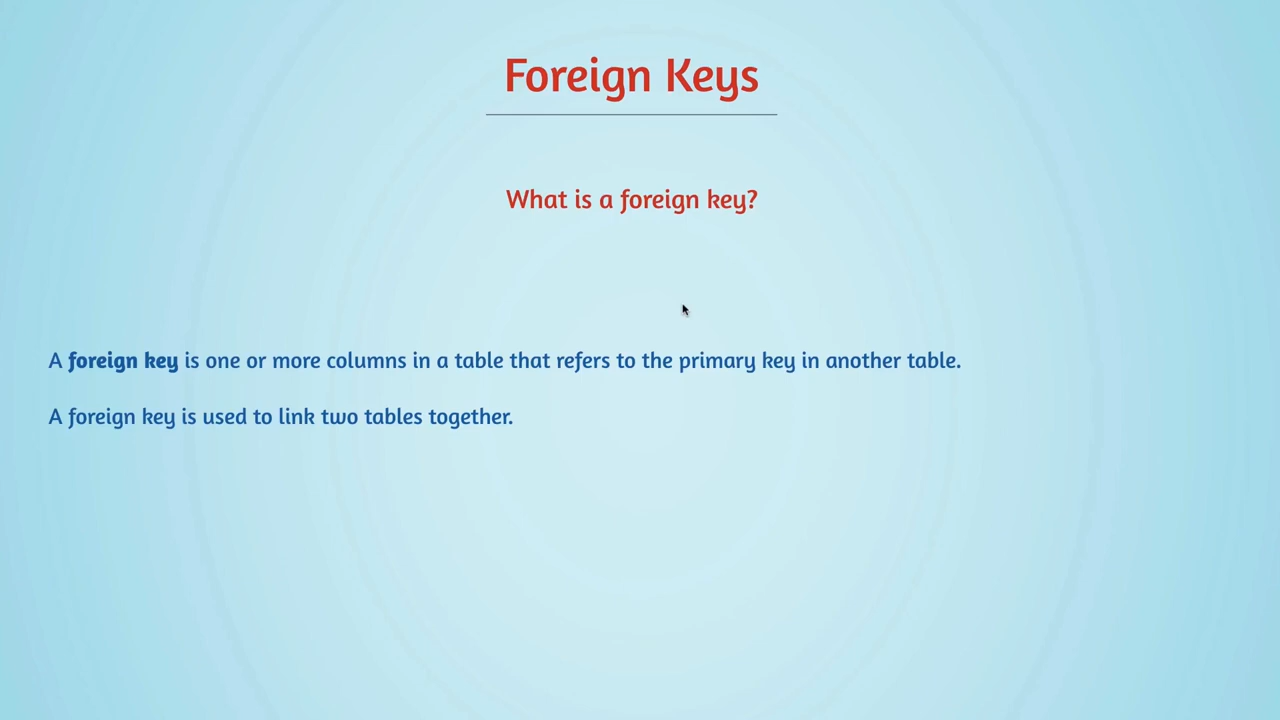 Foreign Keys
What is a foreign key?
A foreign key is one or more columns in a table that refers to the primary key in another table.
A foreign key is used to link two tables together.